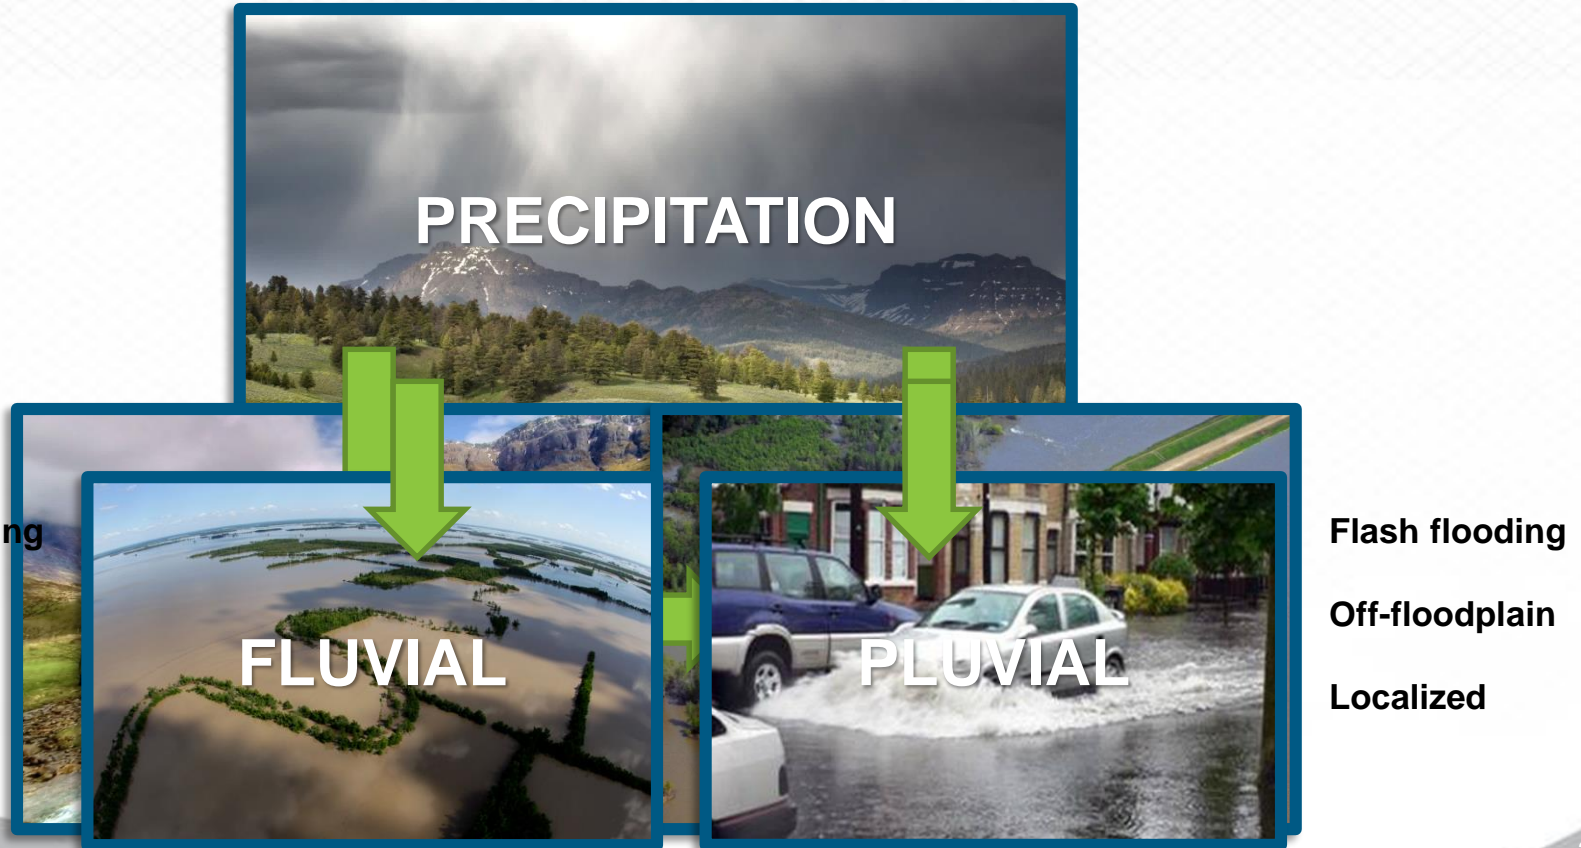 PRECIPITATION
ng
FLUVIAL
PLUVIAL
Flash flooding
Off-floodplain
Localized